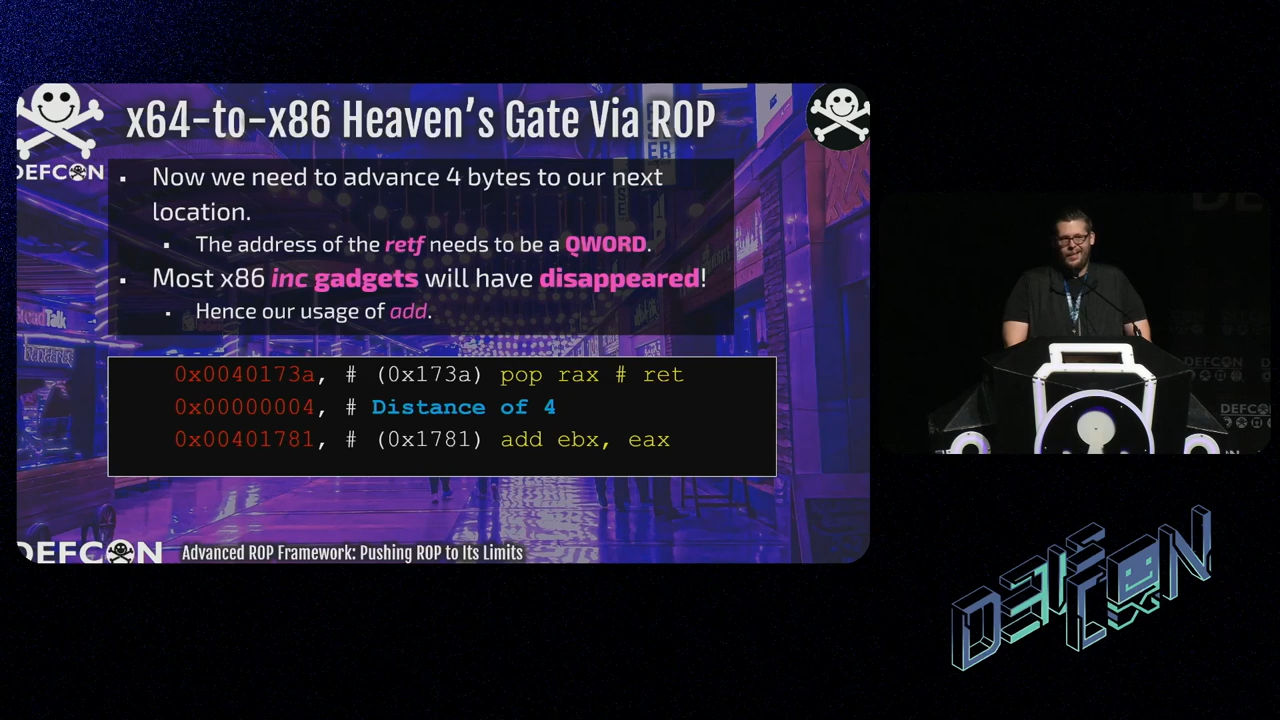 x64-to-x86 Heaven's Gate Via ROP
DEFCON
▪ Now we need to advance 4 bytes to our next
location.
▪ The address of the retf needs to be a QWORD.
▪ Most x86 inc gadgets will have disappeared!
▪ Hence our usage of add.
0x0040173a, # (0x173a) pop rax # ret
0x00000004, # Distance of 4
0x00401781, # (0x1781) add ebx, eax
DEFCON
Advanced ROP Framework: Pushing ROP to Its Limits
DEFCON
DEFCON